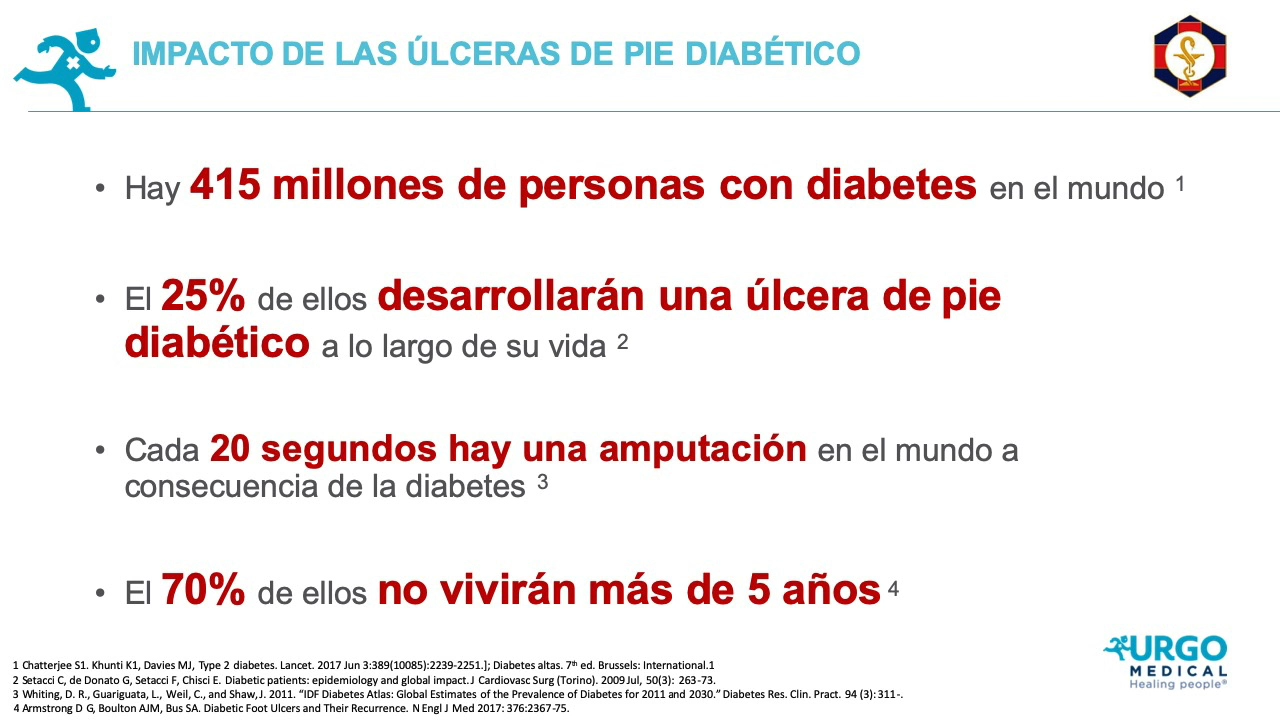 IMPACTO DE LAS ÚLCERAS DE PIE DIABÉTICO
• Hay 415 millones de personas con diabetes en el mundo 1
• El 25% de ellos desarrollarán una úlcera de pie
diabético a lo largo de su vida 2
• Cada 20 segundos hay una amputación en el mundo a
consecuencia de la diabetes 3
• El 70% de ellos no vivirán más de 5 años 4
URGO
MEDICAL
Healing people®
1 Chatterjee S1. Khunti K1, Davies MJ, Type 2 diabetes. Lancet. 2017 Jun 3:389(10085):2239-2251.]; Diabetes altas. 7th ed. Brussels: International.1
2 Setacci C, de Donato G, Setacci F, Chisci E. Diabetic patients: epidemiology and global impact. J Cardiovasc Surg (Torino). 2009 Jul, 50(3): 263-73.
3 Whiting, D. R., Guariguata, L., Weil, C., and Shaw, J. 2011. “IDF Diabetes Atlas: Global Estimates of the Prevalence of Diabetes for 2011 and 2030.” Diabetes Res. Clin. Pract. 94 (3): 311-.
4 Armstrong D G, Boulton AJM, Bus SA. Diabetic Foot Ulcers and Their Recurrence. N Engl J Med 2017: 376:2367-75.